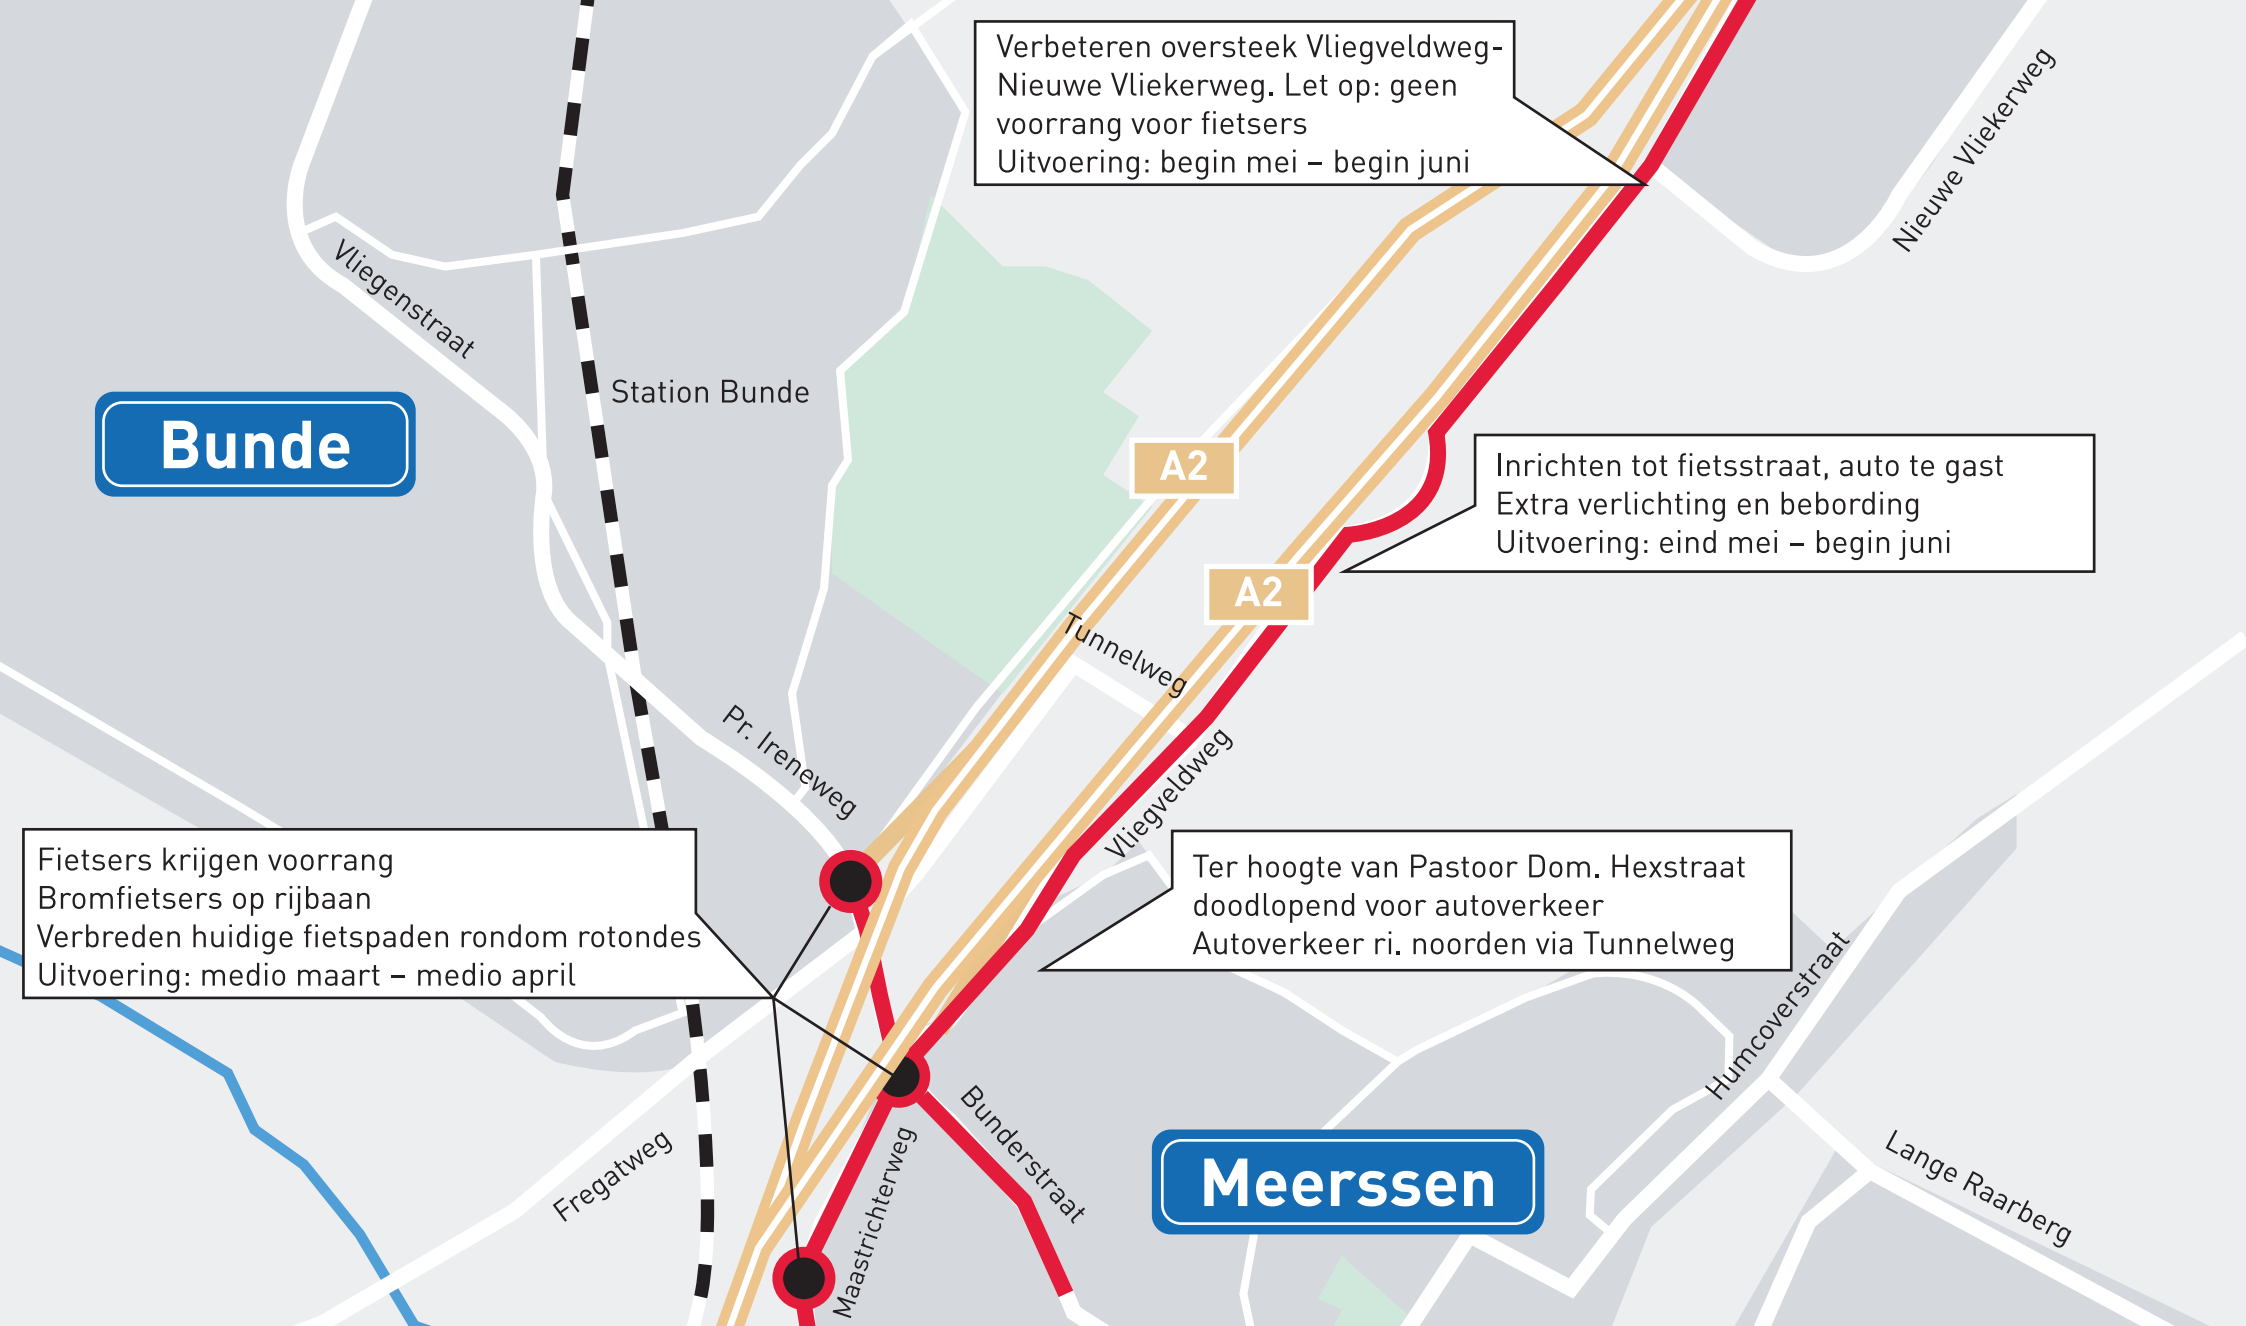 Verbeteren oversteek Vliegveldweg-
Nieuwe Vliekerweg. Let op: geen
voorrang voor fietsers
Uitvoering: begin mei – begin juni
Nieuwe Vliekerweg
Vliegenstraat
Station Bunde
Bunde
A2
Inrichten tot fietsstraat, auto te gast
Extra verlichting en bebording
Uitvoering: eind mei – begin juni
A2
Tunnelweg
Pr. Ireneweg
Vliegveldweg
Fietsers krijgen voorrang
Bromfietsers op rijbaan
Verbreden huidige fietspaden rondom rotondes
Uitvoering: medio maart – medio april
Ter hoogte van Pastoor Dom. Hexstraat
doodlopend voor autoverkeer
Autoverkeer ri. noorden via Tunnelweg
Humcoverstraat
Bunderstraat
Fregatweg
Maastrichterweg
Meerssen
Lange Raarberg